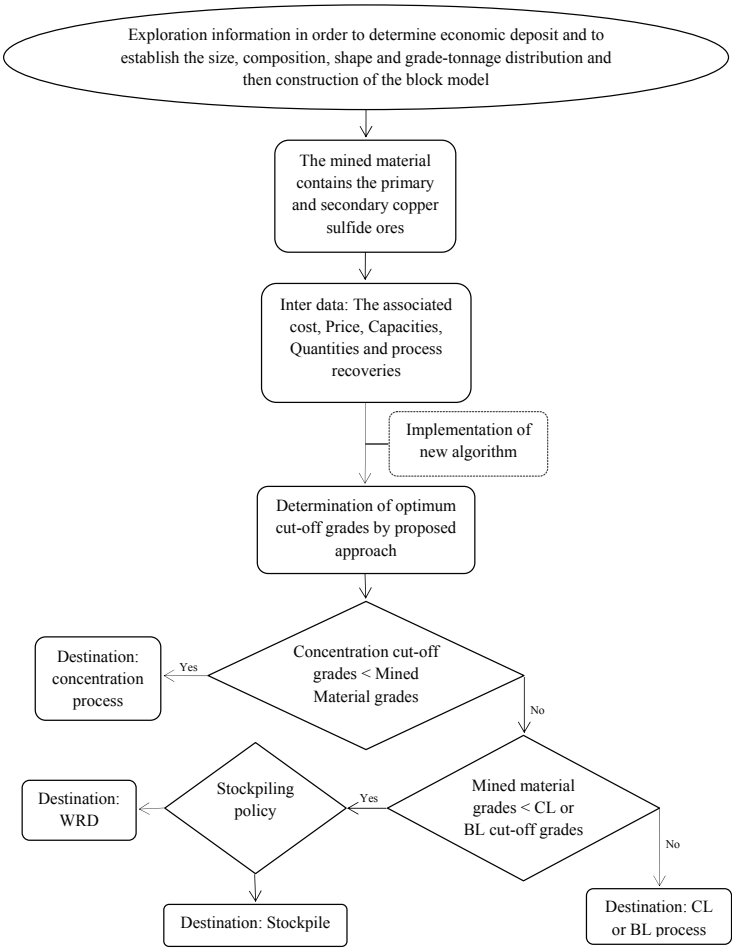 Exploration information in order to determine economic deposit and to
establish the size, composition, shape and grade-tonnage distribution and
then construction of the block model
The mined material
contains the primary
and secondary copper
sulfide ores
Inter data: The associated
cost, Price, Capacities,
Quantities and process
recoveries
Implementation of
new algorithm
Determination of optimum
cut-off grades by proposed
approach
Concentration cut-off
grades < Mined
Material grades
Yes
Destination:
concentration
process
No
Mined material
grades < CL or
BL cut-off grades
Yes
Stockpiling
policy
Destination:
WRD
No
Destination: Stockpile
Destination: CL
or BL process